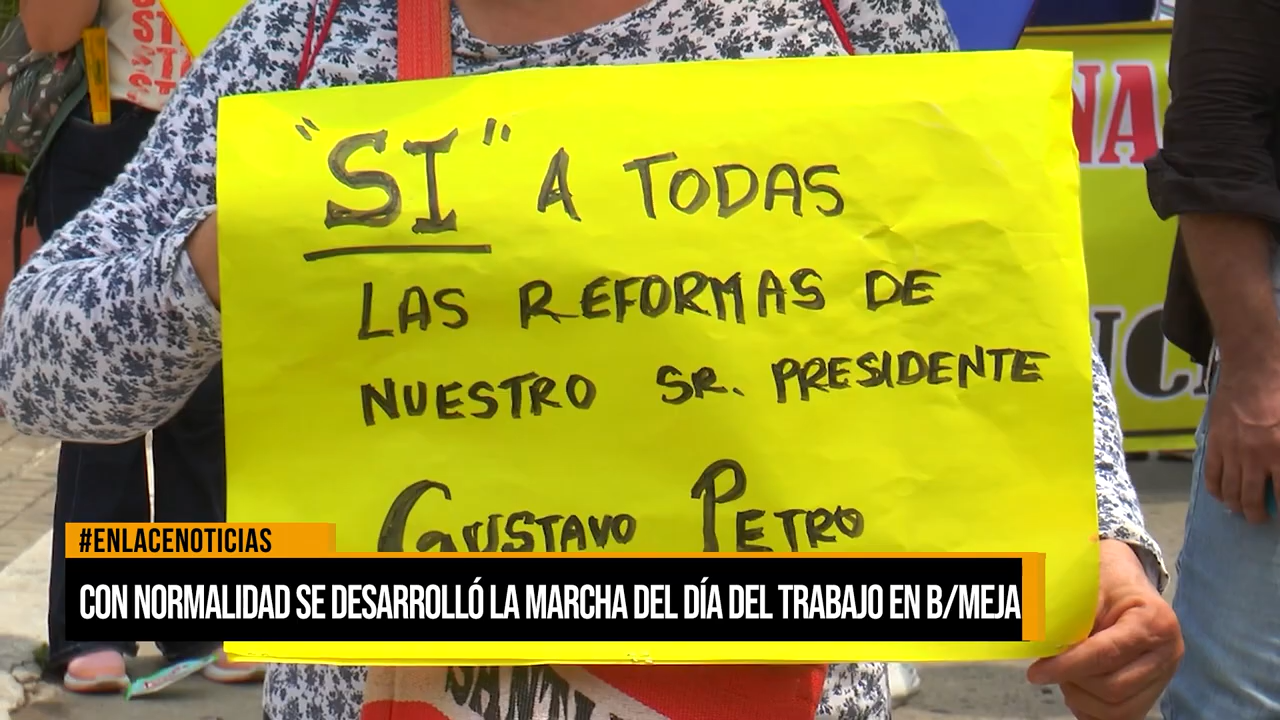 "SI" A TODAS
LAS REFORMAS DE
NUESTRO SR. PRESIDENTE
GUSTAVO PETRO
#ENLACENOTICIAS
CON NORMALIDAD SE DESARROLLÓ LA MARCHA DEL DÍA DEL TRABAJO EN B/MEJA